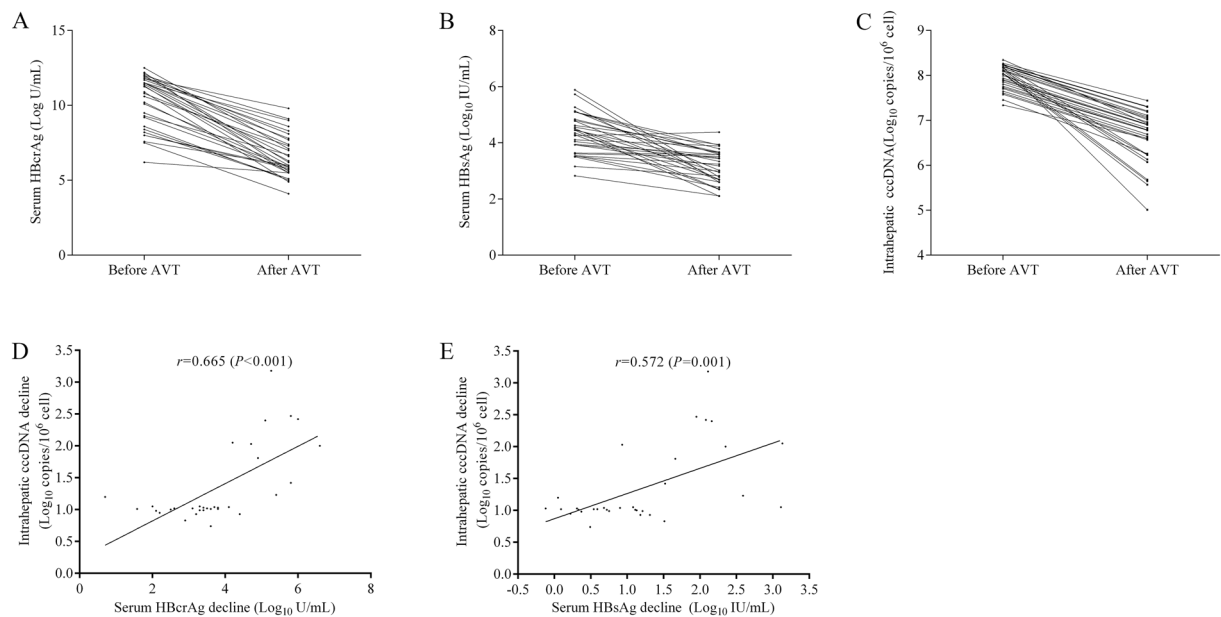 A
Serum HBcrAg (Log U/mL)
15
10
5
0
Before AVT
After AVT
B
Serum HBsAg (Log₁₀ IU/mL)
8
6
4
2
0
Before AVT
After AVT
C
Intrahepatic cccDNA(Log₁₀ copies/10⁶ cell)
9
8
7
6
5
4
Before AVT
After AVT
D
r=0.665 (P<0.001)
Intrahepatic cccDNA decline
(Log₁₀ copies/10⁶ cell)
3.5
3.0
2.5
2.0
1.5
1.0
0.5
0.0
0
2
4
6
8
Serum HBcrAg decline (Log₁₀ U/mL)
E
r=0.572 (P=0.001)
Intrahepatic cccDNA decline
(Log₁₀ copies/10⁶ cell)
3.5
3.0
2.5
2.0
1.5
1.0
0.5
0.0
-0.5
0.0
0.5
1.0
1.5
2.0
2.5
3.0
3.5
Serum HBsAg decline (Log₁₀ IU/mL)